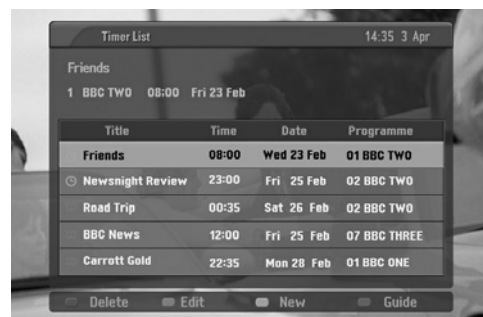 Timer List 14:35 3 Apr
Friends
1 BBC TWO 08:00 Fri 23 Feb
Title Time Date Programme
Friends 08:00 Wed 23 Feb 01 BBC TWO
Newsnight Review 23:00 Fri 25 Feb 02 BBC TWO
Road Trip 00:35 Sat 26 Feb 02 BBC TWO
BBC News 12:00 Fri 25 Feb 07 BBC THREE
Carrott Gold 22:35 Mon 28 Feb 01 BBC ONE
Delete Edit New Guide